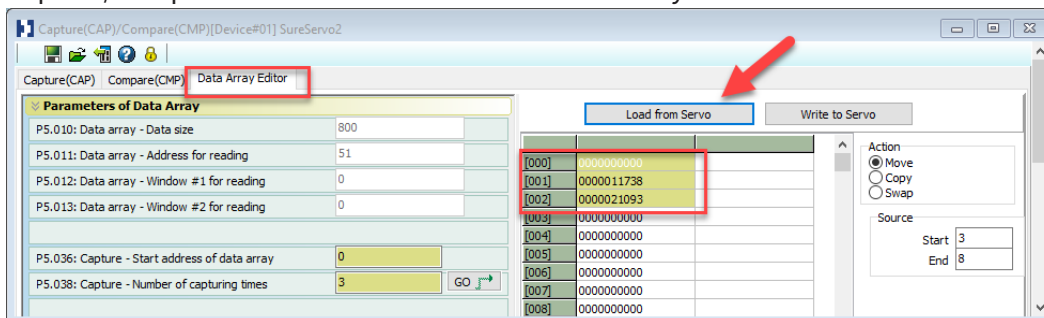 Capture(CAP)/Compare(CMP)[Device#01] SureServo2
Capture(CAP) Compare(CMP) Data Array Editor
Parameters of Data Array
P5.010: Data array - Data size 800
P5.011: Data array - Address for reading 51
P5.012: Data array - Window #1 for reading 0
P5.013: Data array - Window #2 for reading 0
P5.036: Capture - Start address of data array 0
P5.038: Capture - Number of capturing times 3 GO
Load from Servo Write to Servo
[000] 0000000000
[001] 0000011738
[002] 0000021093
[003] 0000000000
[004] 0000000000
[005] 0000000000
[006] 0000000000
[007] 0000000000
[008] 0000000000
Action
Move
Copy
Swap
Source
Start 3
End 8